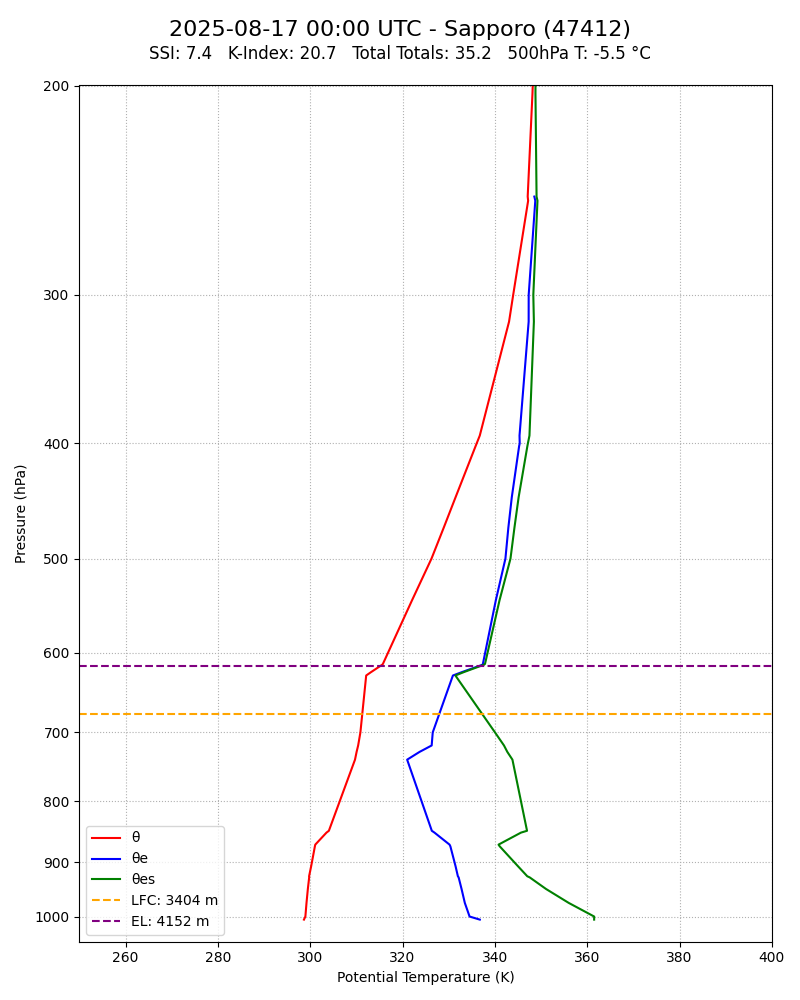 2025-08-17 00:00 UTC - Sapporo (47412)
SSI: 7.4   K-Index: 20.7   Total Totals: 35.2   500hPa T: -5.5 °C
200
300
400
500
600
700
800
900
1000
Pressure (hPa)
θ
θe
θes
LFC: 3404 m
EL: 4152 m
260 280 300 320 340 360 380 400
Potential Temperature (K)